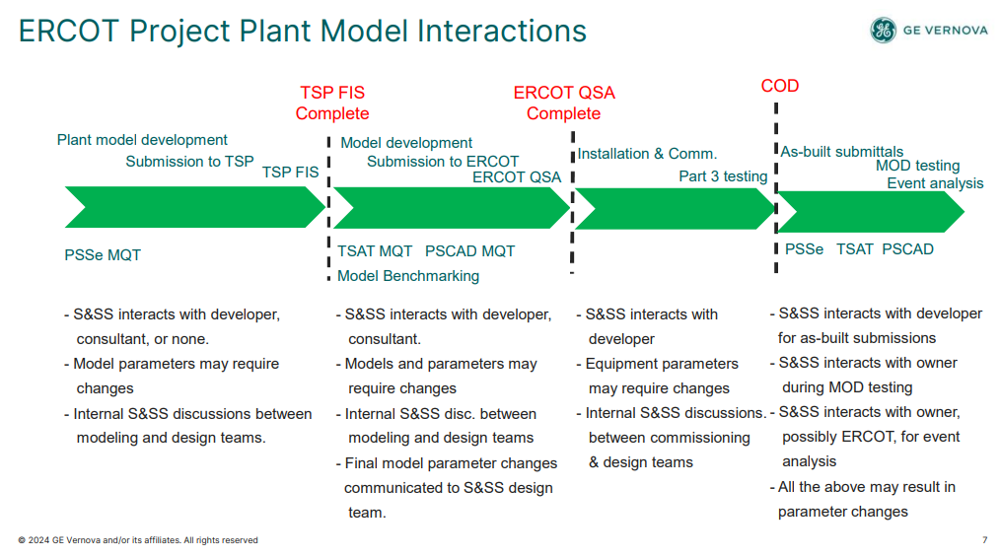 ERCOT Project Plant Model Interactions
GE VERNOVA
TSP FIS
Complete
ERCOT QSA
Complete
COD
Plant model development
Submission to TSP
TSP FIS
Model development
Submission to ERCOT
ERCOT QSA
Installation & Comm.
Part 3 testing
As-built submittals
MOD testing
Event analysis
PSSe MQT
TSAT MQT PSCAD MQT
Model Benchmarking
PSSe TSAT PSCAD
- S&SS interacts with developer,
consultant, or none.
- Model parameters may require
changes
- Internal S&SS discussions between
modeling and design teams.
- S&SS interacts with developer,
consultant.
- Models and parameters may
require changes
- Internal S&SS disc. between
modeling and design teams
- Final model parameter changes
communicated to S&SS design
team.
- S&SS interacts with
developer
- Equipment parameters
may require changes
- Internal S&SS discussions.
between commissioning
& design teams
- S&SS interacts with developer
for as-built submissions
- S&SS interacts with owner
during MOD testing
- S&SS interacts with owner,
possibly ERCOT, for event
analysis
- All the above may result in
parameter changes
© 2024 GE Vernova and/or its affiliates. All rights reserved
7